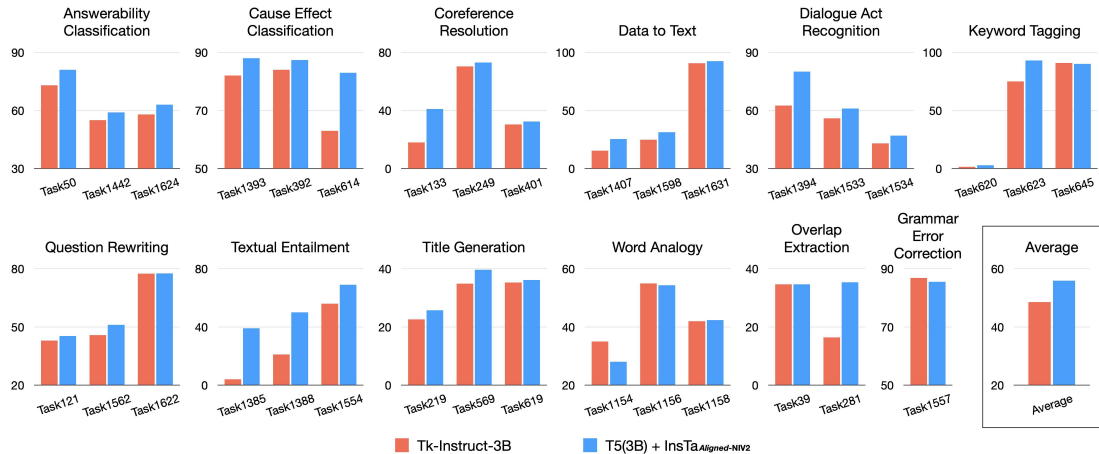 Answerability
Classification
90
60
30
Task50
Task1442
Task1624
Cause Effect
Classification
90
70
50
Task1393
Task392
Task614
Coreference
Resolution
80
40
0
Task133
Task249
Task401
Data to Text
100
50
0
Task1407
Task1598
Task1631
Dialogue Act
Recognition
90
60
30
Task1394
Task1533
Task1534
Keyword Tagging
100
50
0
Task620
Task623
Task645
Question Rewriting
80
50
20
Task121
Task1562
Task1622
Textual Entailment
80
40
0
Task1385
Task1388
Task1554
Title Generation
40
20
0
Task219
Task569
Task619
Word Analogy
60
40
20
Task1154
Task1156
Task1158
Overlap
Extraction
40
20
0
Task39
Task281
Grammar
Error
Correction
90
70
50
Task1557
Average
60
40
20
Average
Tk-Instruct-3B
T5(3B) + InsTaAligned-NIV2